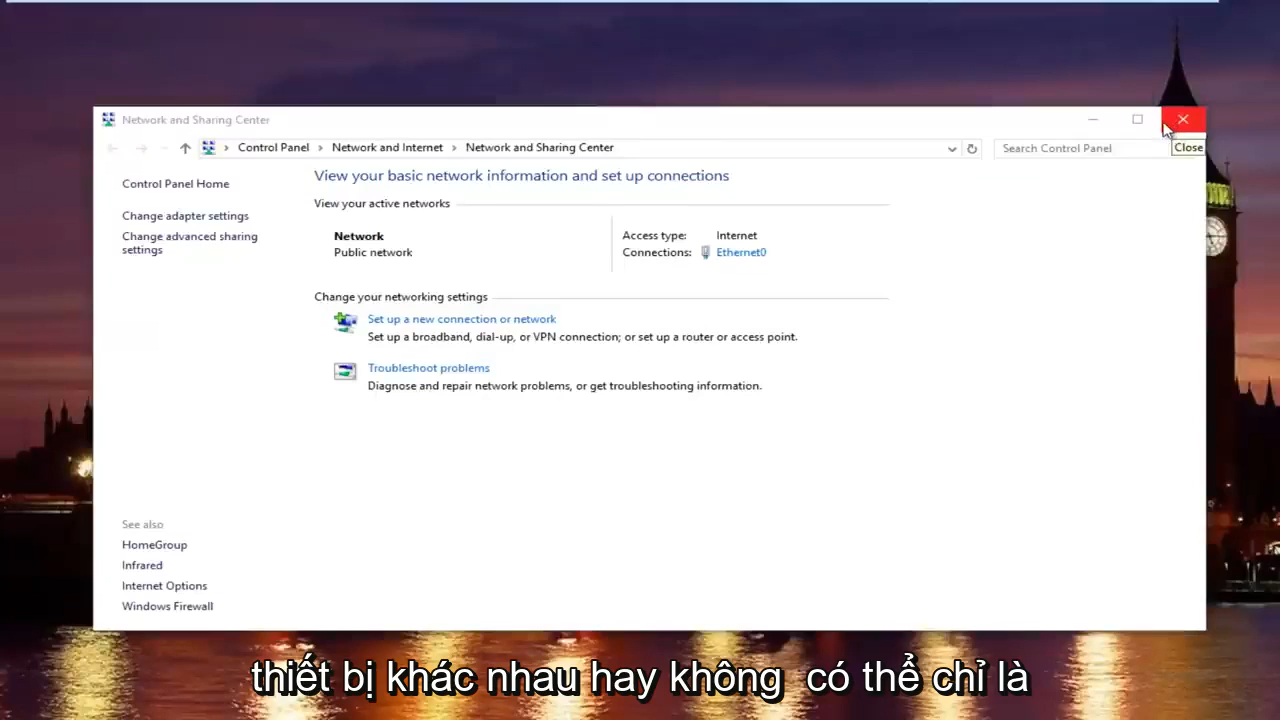 Network and Sharing Center
Control Panel > Network and Internet > Network and Sharing Center
Search Control Panel
Close
Control Panel Home
Change adapter settings
Change advanced sharing
settings
View your basic network information and set up connections
View your active networks
Network
Public network
Access type: Internet
Connections: Ethernet0
Change your networking settings
Set up a new connection or network
Set up a broadband, dial-up, or VPN connection; or set up a router or access point.
Troubleshoot problems
Diagnose and repair network problems, or get troubleshooting information.
See also
HomeGroup
Infrared
Internet Options
Windows Firewall
thiết bị khác nhau hay không có thể chỉ là